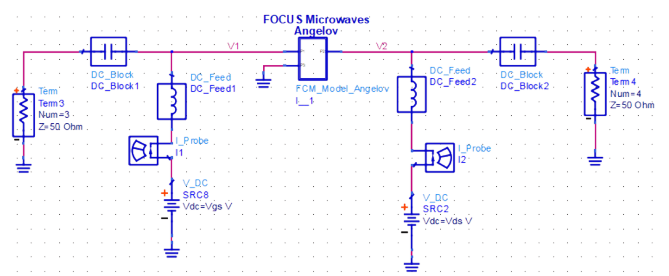 FOCUS Microwaves
Angelov
V1
V2
DC_Block
DC_Block1
DC_Feed
DC_Feed1
FCM_Model_Angelov
I__1
DC_Feed
DC_Feed2
DC_Block
DC_Block2
Term
Term3
Num=3
Z=50 Ohm
Term
Term4
Num=4
Z=50 Ohm
I_Probe
I1
I_Probe
I2
V_DC
SRC8
Vdc=Vgs V
V_DC
SRC2
Vdc=Vds V